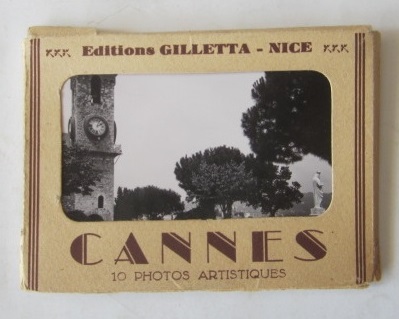 Editions GILLETTA - NICE
CANNES
10 PHOTOS ARTISTIQUES